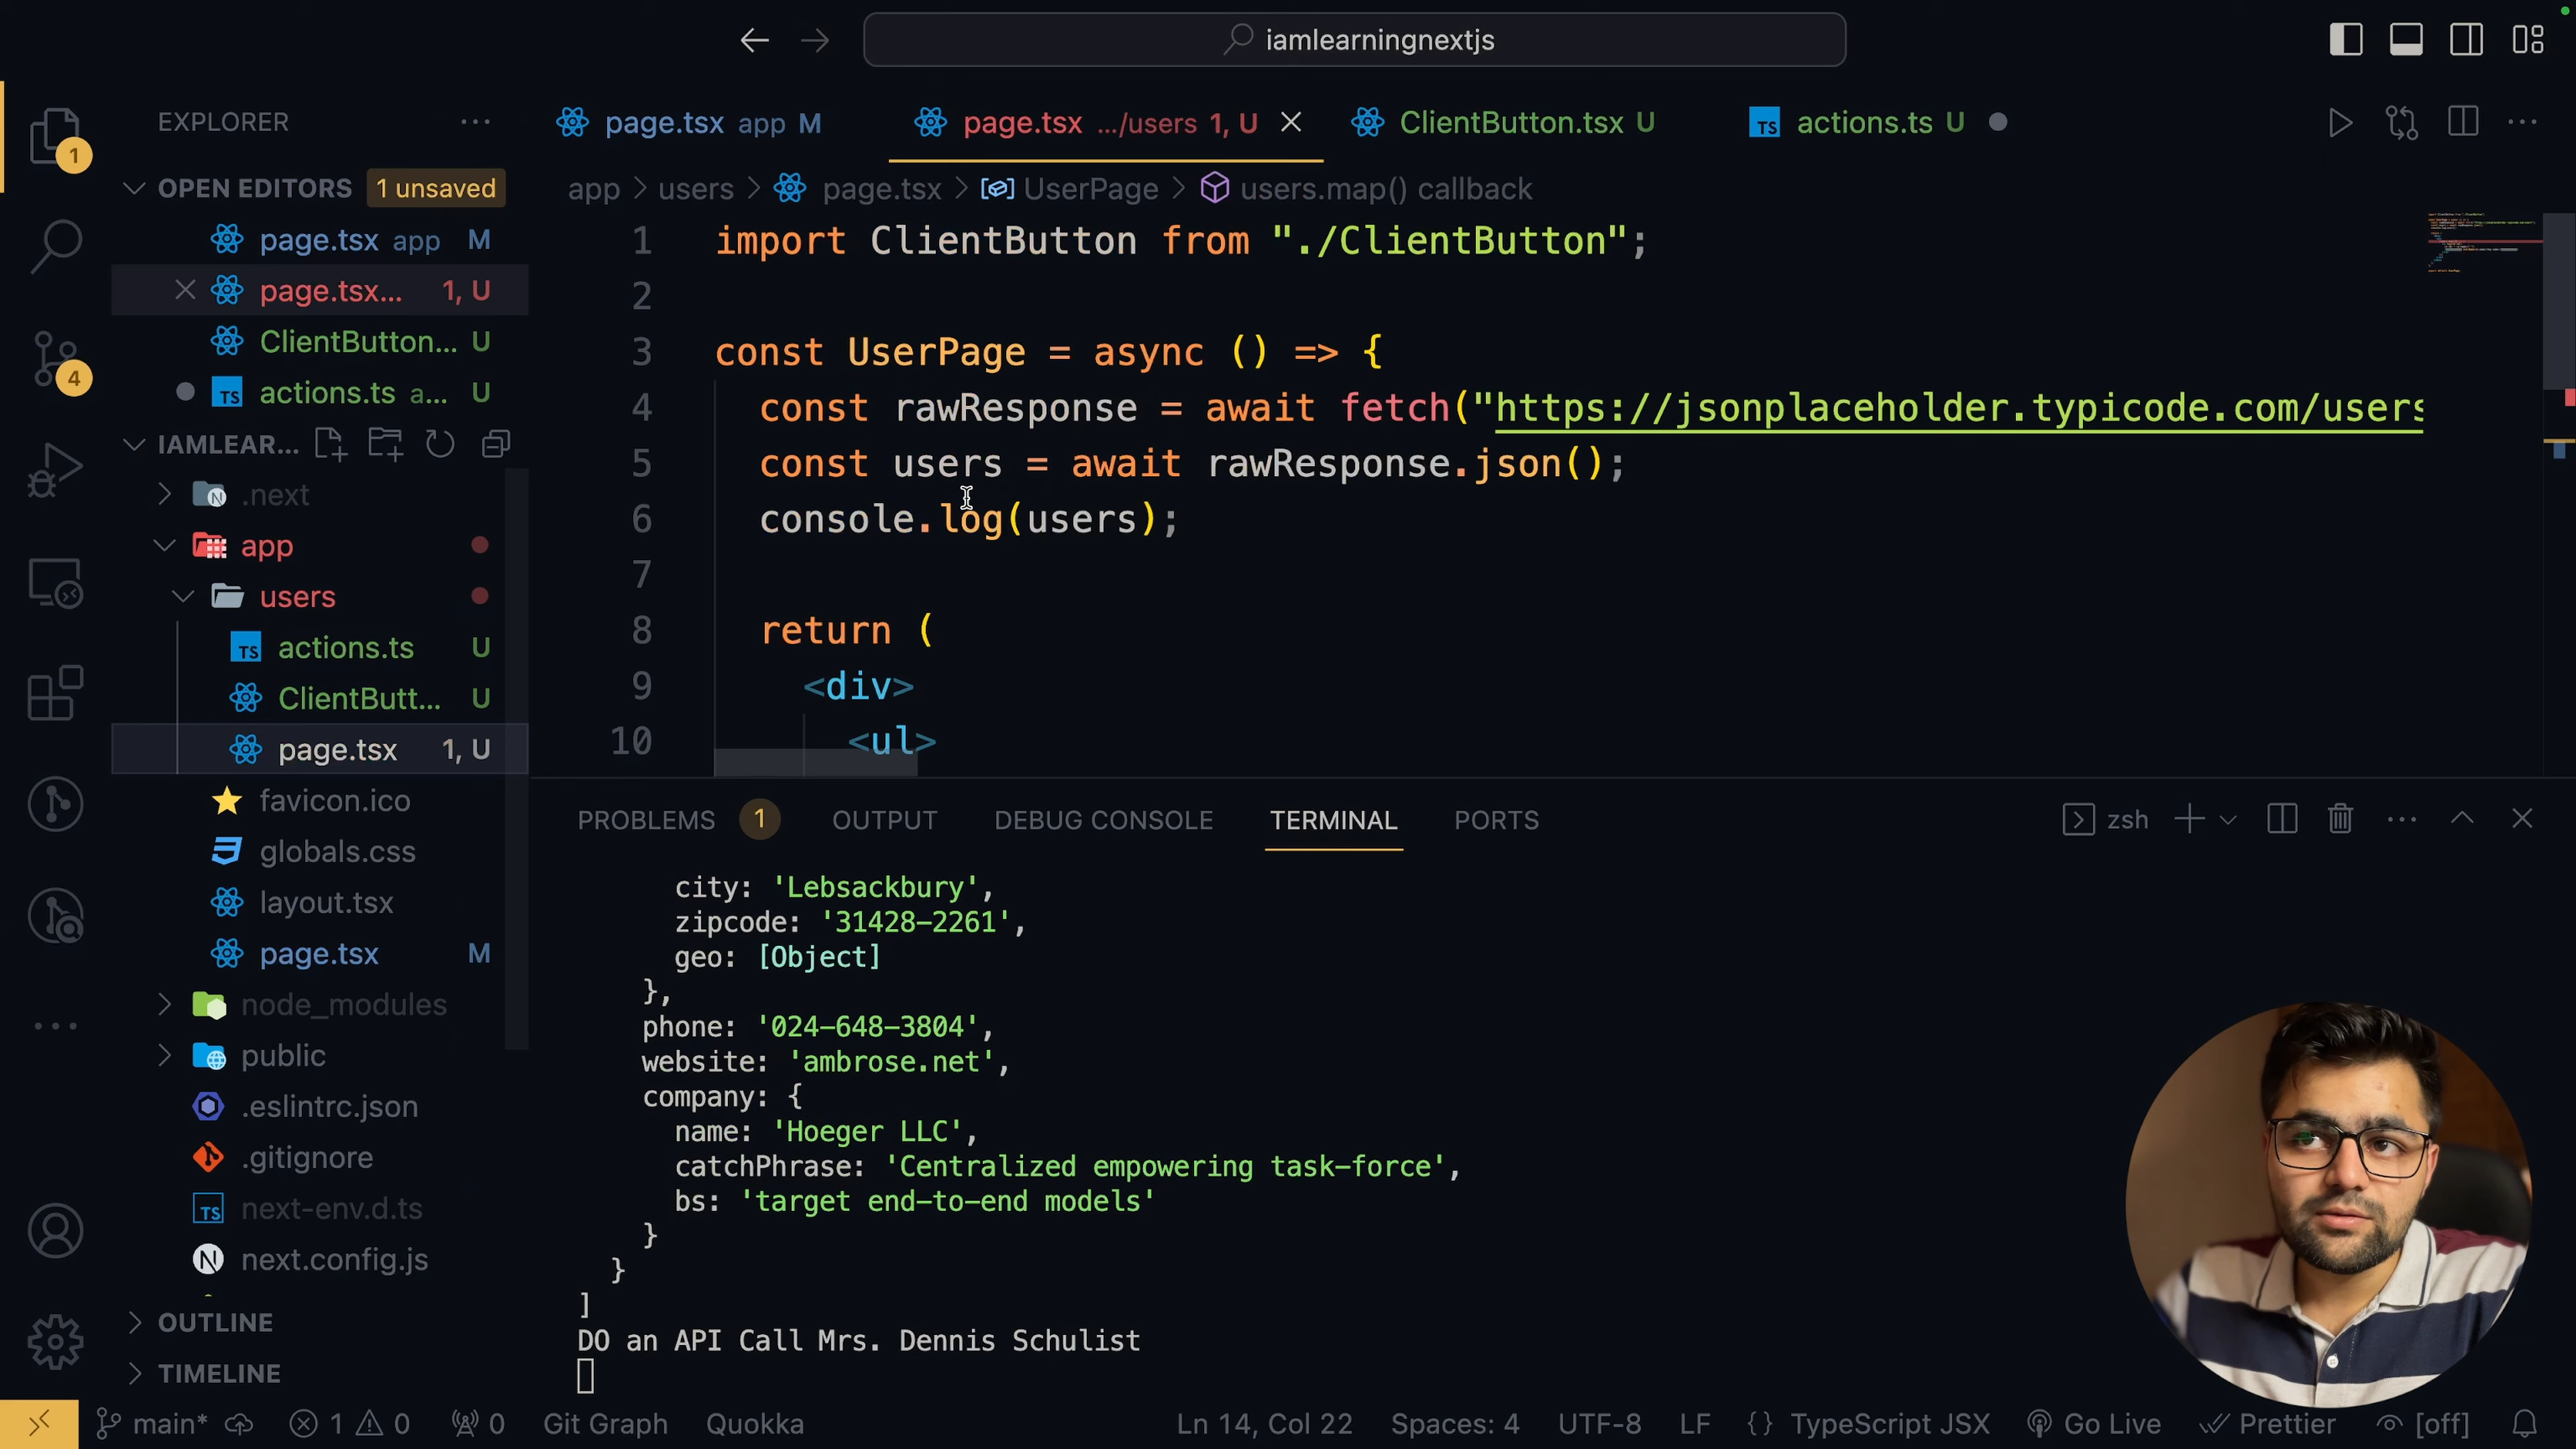 iamlearningnextjs
EXPLORER
page.tsx app M
page.tsx .../users 1, U
ClientButton.tsx U
TS actions.ts U
1
OPEN EDITORS 1 unsaved
app > users > page.tsx > UserPage > users.map() callback
page.tsx app M
page.tsx... 1, U
ClientButton... U
TS actions.ts a... U
IAMLEAR...
.next
app
users
TS actions.ts U
ClientButt... U
page.tsx 1, U
favicon.ico
globals.css
layout.tsx
page.tsx M
node_modules
public
.eslintrc.json
.gitignore
TS next-env.d.ts
N next.config.js
OUTLINE
TIMELINE
4
1 import ClientButton from "./ClientButton";
2
3 const UserPage = async () => {
4 const rawResponse = await fetch("https://jsonplaceholder.typicode.com/users
5 const users = await rawResponse.json();
6 console.log(users);
7
8 return (
9 <div>
10 <ul>
PROBLEMS 1 OUTPUT DEBUG CONSOLE TERMINAL PORTS
zsh
city: 'Lebsackbury',
zipcode: '31428-2261',
geo: [Object]
},
phone: '024-648-3804',
website: 'ambrose.net',
company: {
name: 'Hoeger LLC',
catchPhrase: 'Centralized empowering task-force',
bs: 'target end-to-end models'
}
}
]
DO an API Call Mrs. Dennis Schulist
main* 1 0 0 Git Graph Quokka Ln 14, Col 22 Spaces: 4 UTF-8 LF {} TypeScript JSX Go Live Prettier [off]